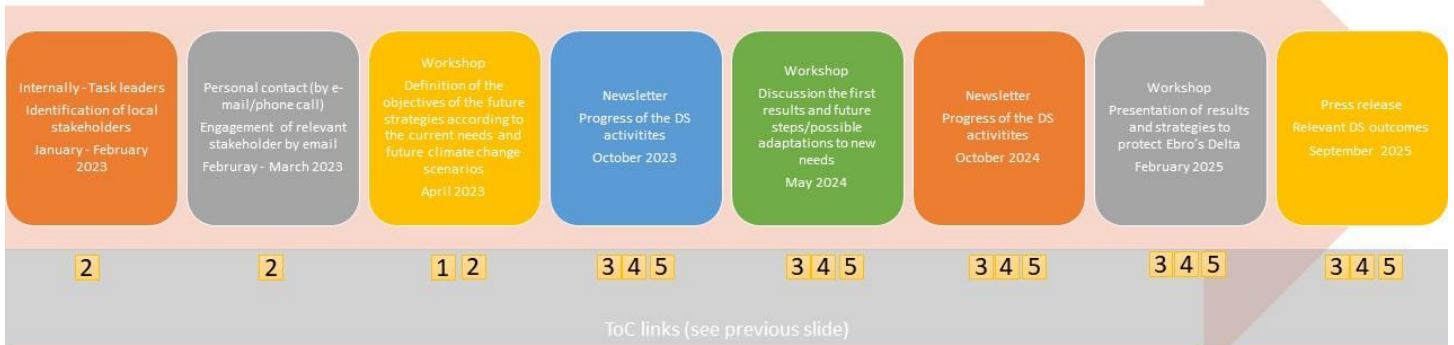 Internally - Task leaders
Identification of local
stakeholders
January - February
2023
Personal contact (by e-
mail/phone call)
Engagement of relevant
stakeholder by email
Februray - March 2023
Workshop
Definition of the
objectives of the future
strategies according to
the current needs and
future climate change
scenarios
April 2023
Newsletter
Progress of the DS
activitites
October 2023
Workshop
Discussion the first
results and future
steps/possible
adaptations to new
needs
May 2024
Newsletter
Progress of the DS
activitites
October 2024
Workshop
Presentation of results
and strategies to
protect Ebro's Delta
February 2025
Press release
Relevant DS outcomes
September 2025
2
2
1 2
3 4 5
3 4 5
3 4 5
3 4 5
3 4 5
ToC links (see previous slide)